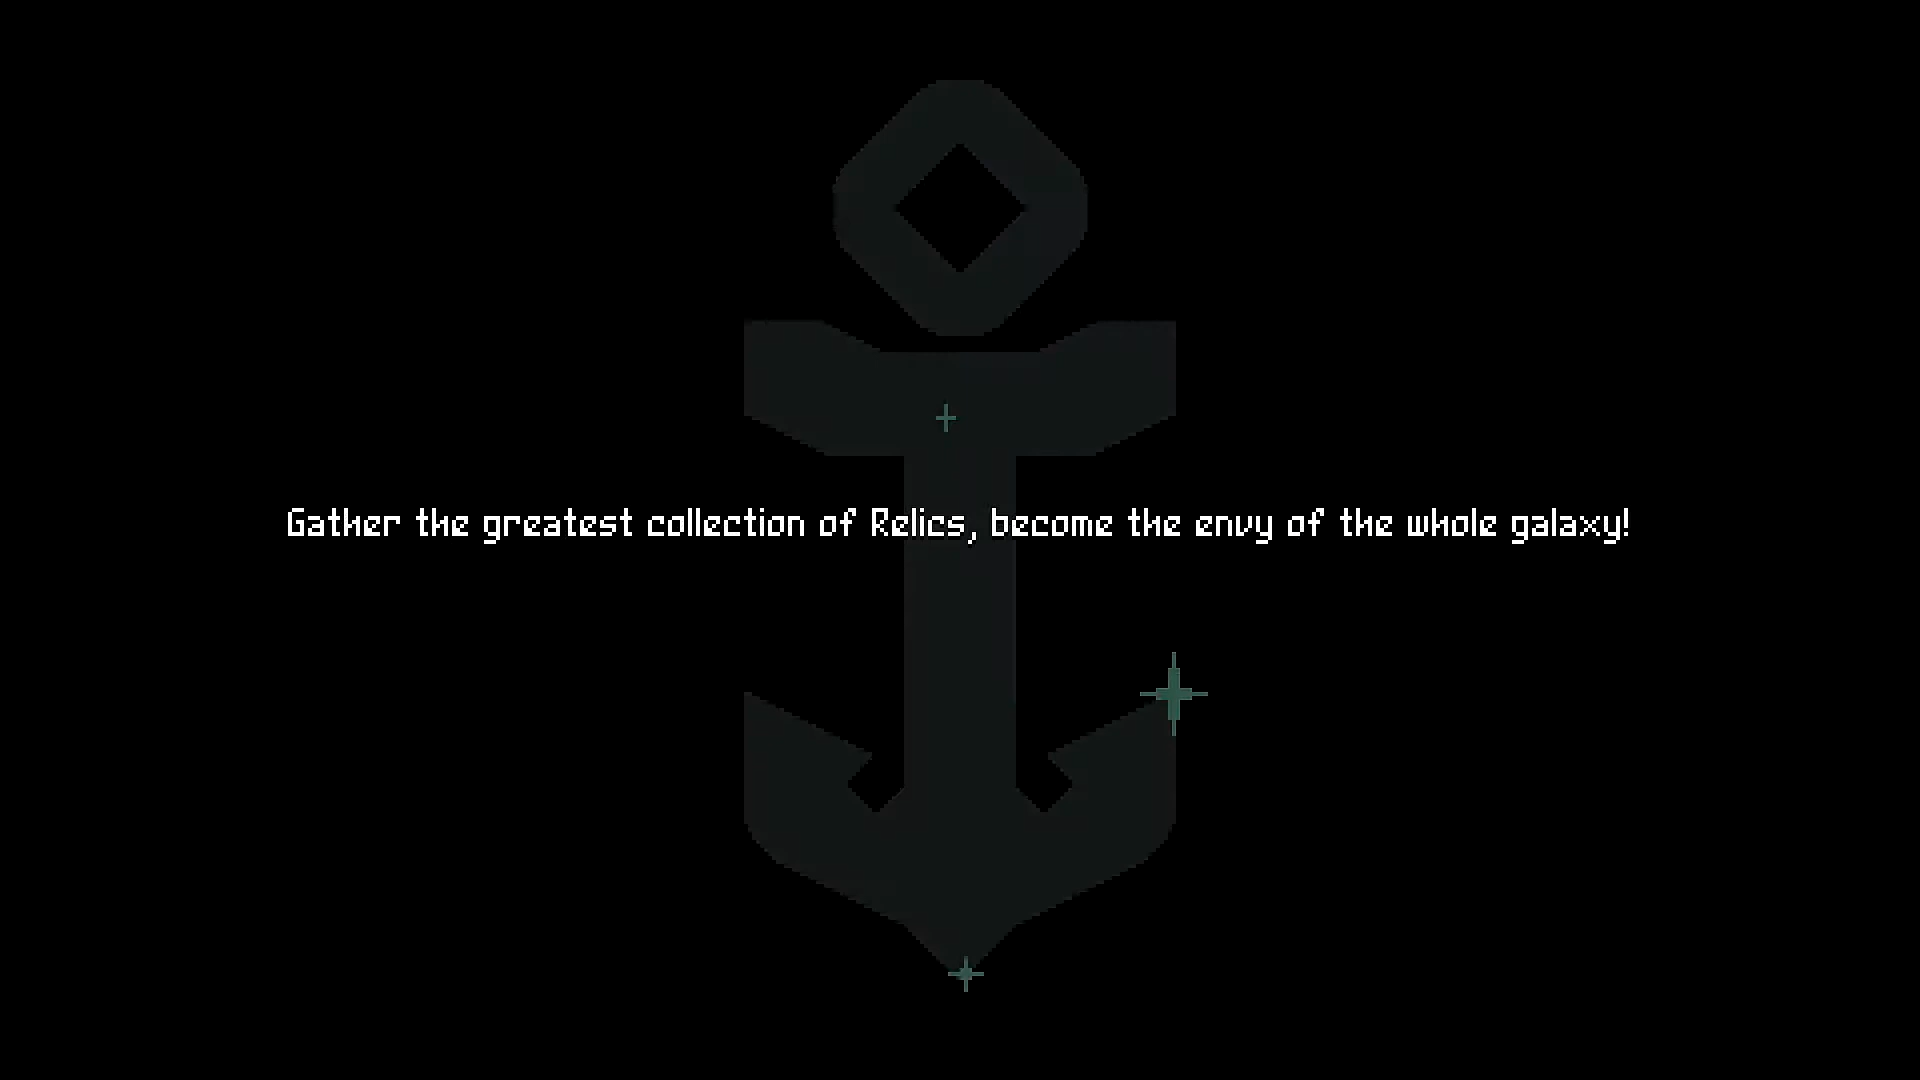 Gather the greatest collection of Relics, become the envy of the whole galaxy!